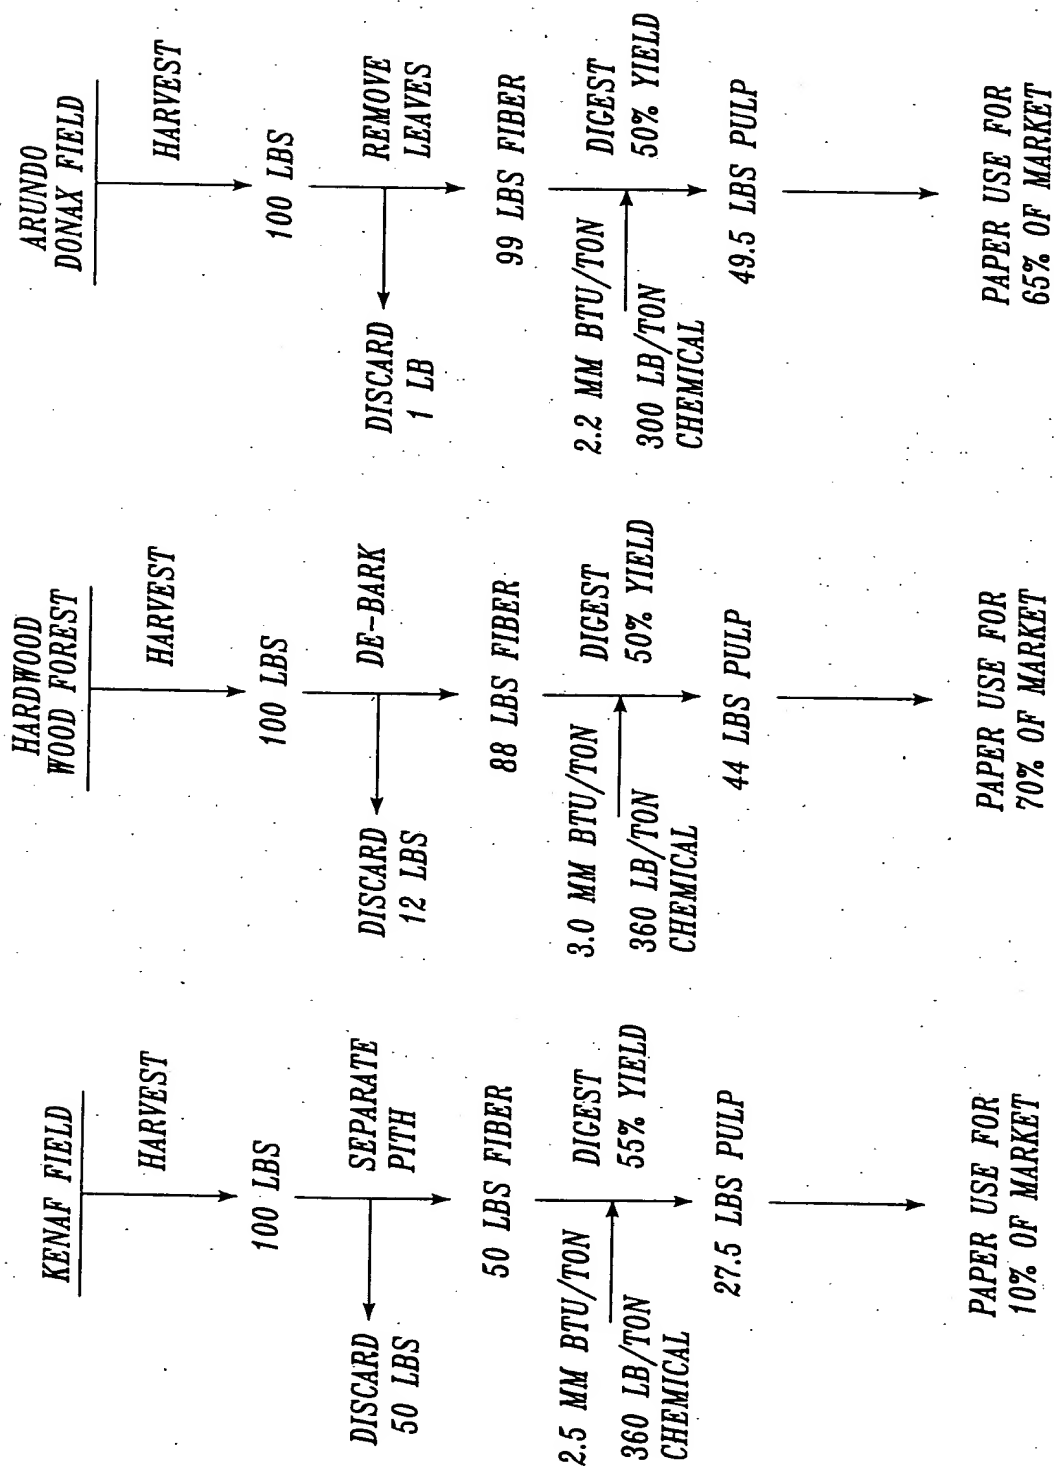 KENAF FIELD
HARVEST
100 LBS
SEPARATE
PITH
DISCARD
50 LBS
50 LBS FIBER
DIGEST
55% YIELD
2.5 MM BTU/TON
360 LB/TON
CHEMICAL
27.5 LBS PULP
PAPER USE FOR
10% OF MARKET
HARDWOOD
WOOD FOREST
HARVEST
100 LBS
DE-BARK
DISCARD
12 LBS
88 LBS FIBER
DIGEST
50% YIELD
3.0 MM BTU/TON
360 LB/TON
CHEMICAL
44 LBS PULP
PAPER USE FOR
70% OF MARKET
ARUNDO
DONAX FIELD
HARVEST
100 LBS
REMOVE
LEAVES
DISCARD
1 LB
99 LBS FIBER
DIGEST
50% YIELD
2.2 MM BTU/TON
300 LB/TON
CHEMICAL
49.5 LBS PULP
PAPER USE FOR
65% OF MARKET